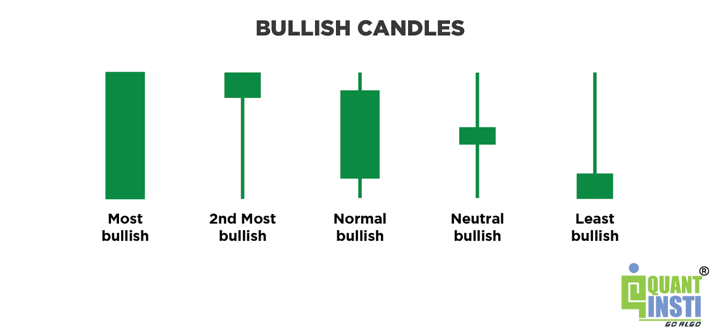 BULLISH CANDLES
Most
bullish
2nd Most
bullish
Normal
bullish
Neutral
bullish
Least
bullish
QUANT®
INSTI
GO ALGO